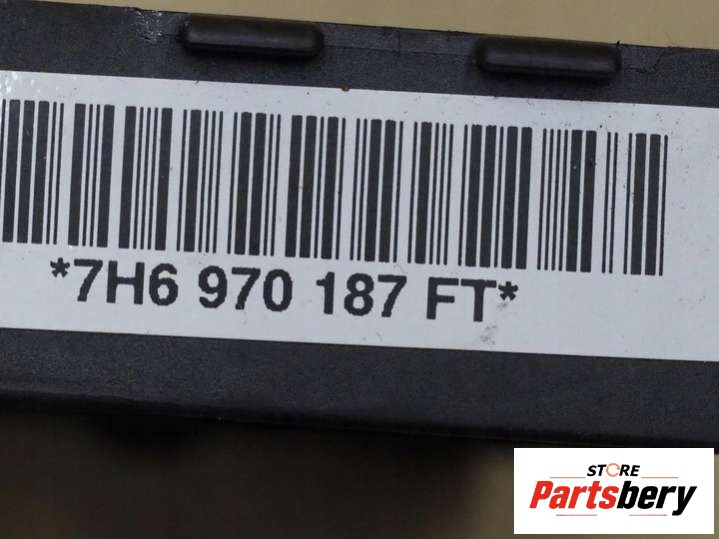 *7H6 970 187 FT*
STORE
Partsbery